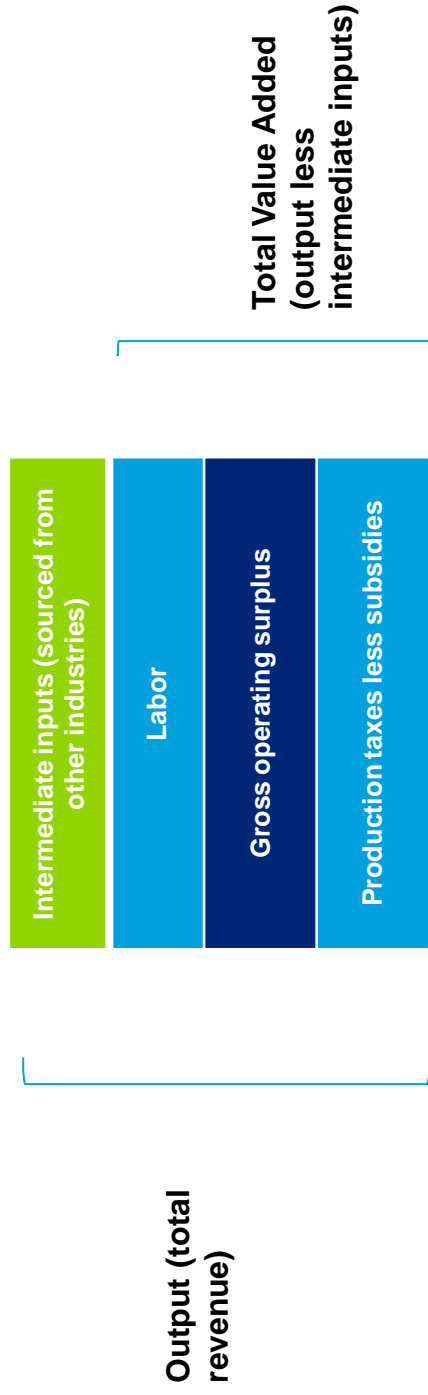 Output (total
revenue)
Intermediate inputs (sourced from
other industries)
Labor
Gross operating surplus
Production taxes less subsidies
Total Value Added
(output less
intermediate inputs)